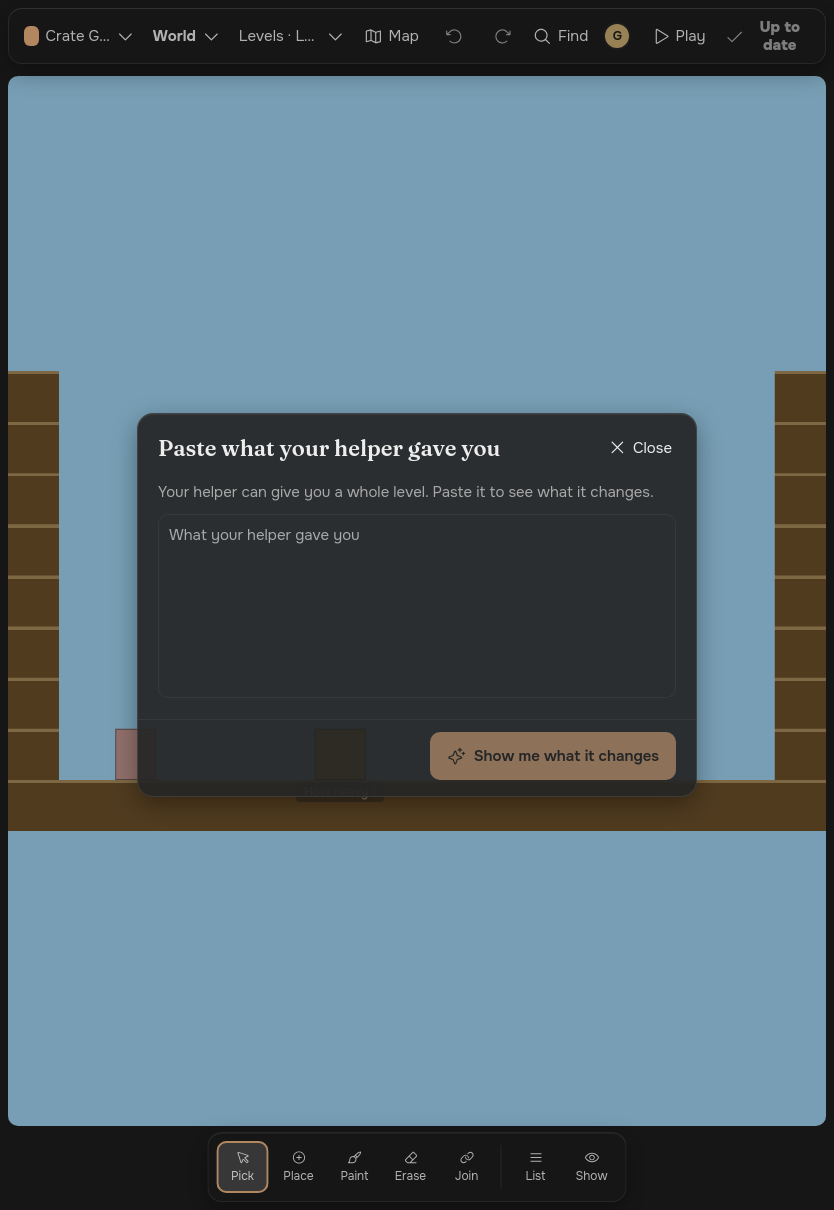 Crate G... World Levels · L... Map Find G Play Up to date
Paste what your helper gave you
Close
Your helper can give you a whole level. Paste it to see what it changes.
What your helper gave you
Show me what it changes
Pick Place Paint Erase Join List Show